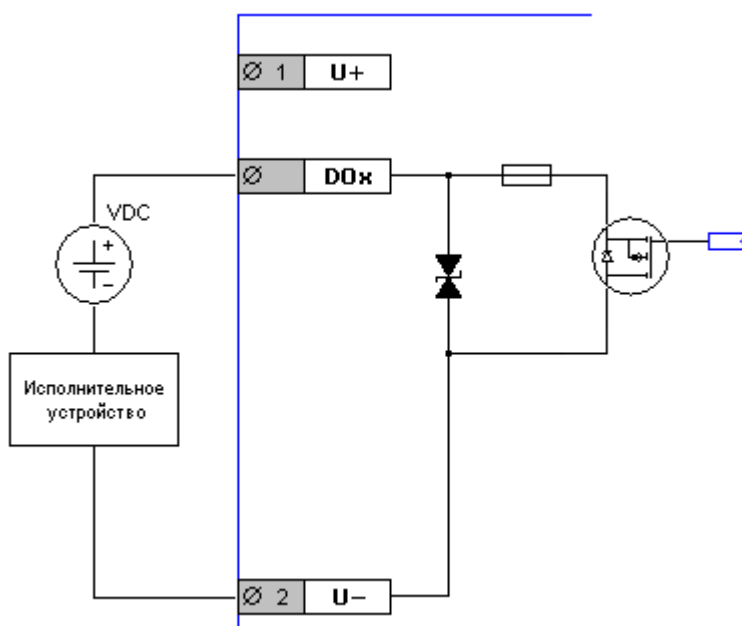 Ø 1 U+
Ø DOx
VDC
+
-
Исполнительное
устройство
Ø 2 U-